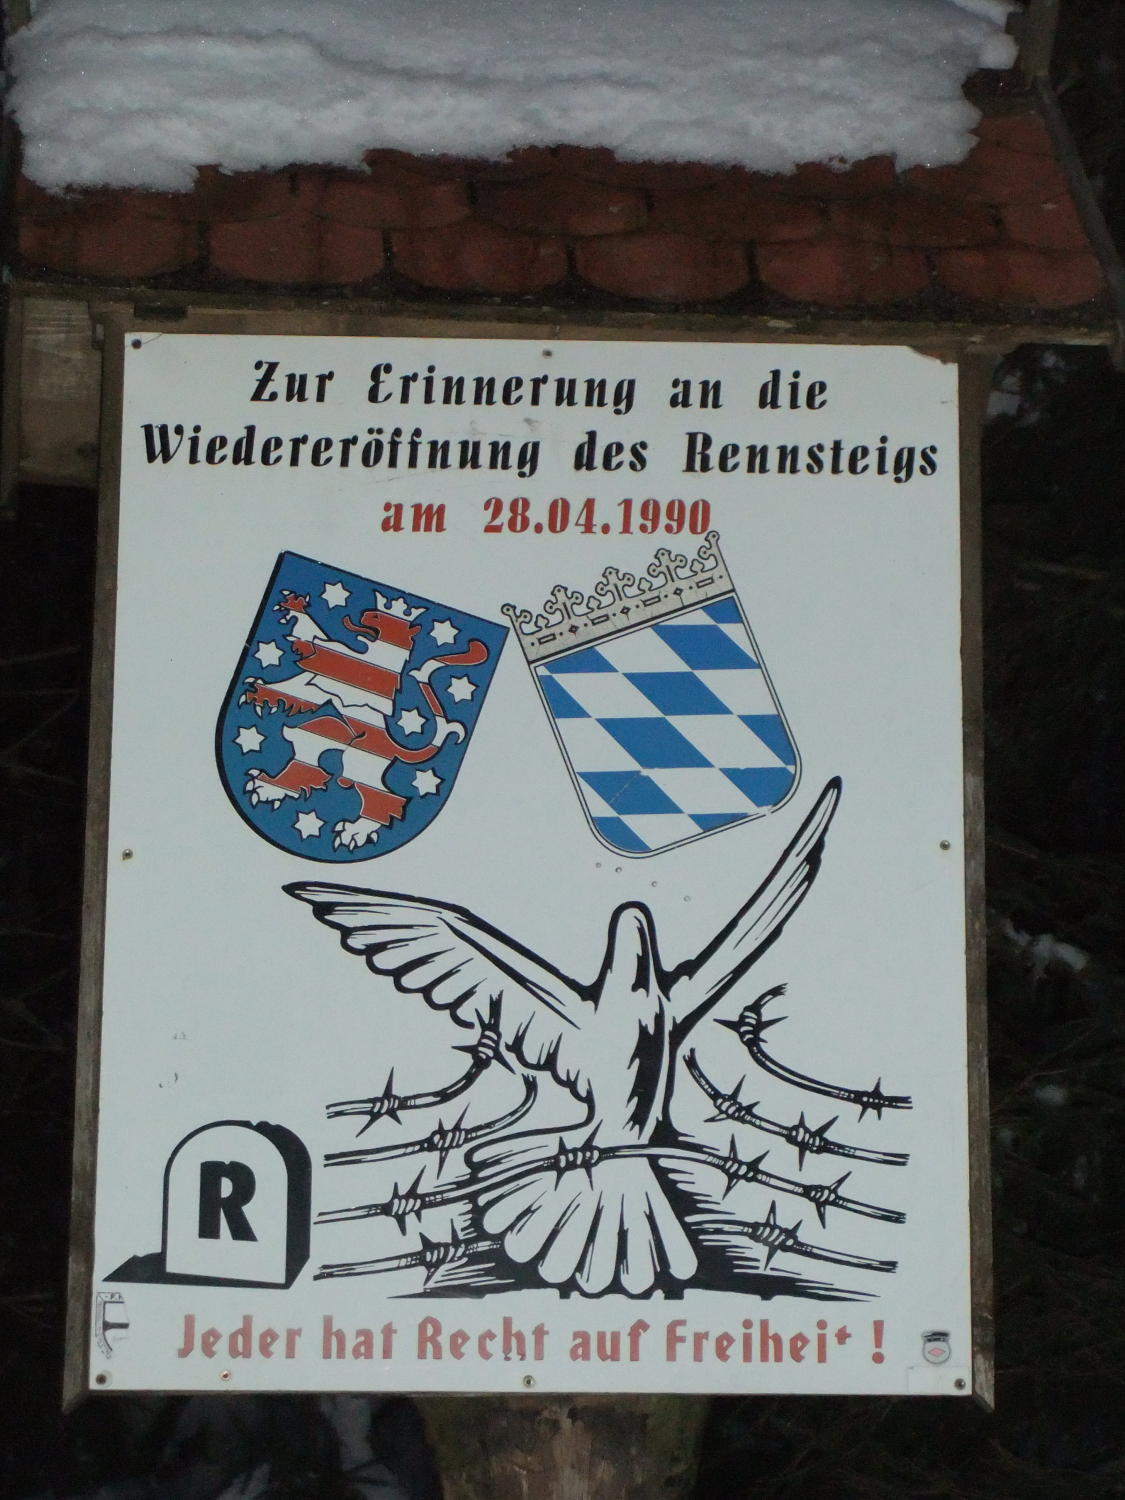 Zur Erinnerung an die
Wiedereröffnung des Rennsteigs
am 28.04.1990
R
Jeder hat Recht auf Freiheit !